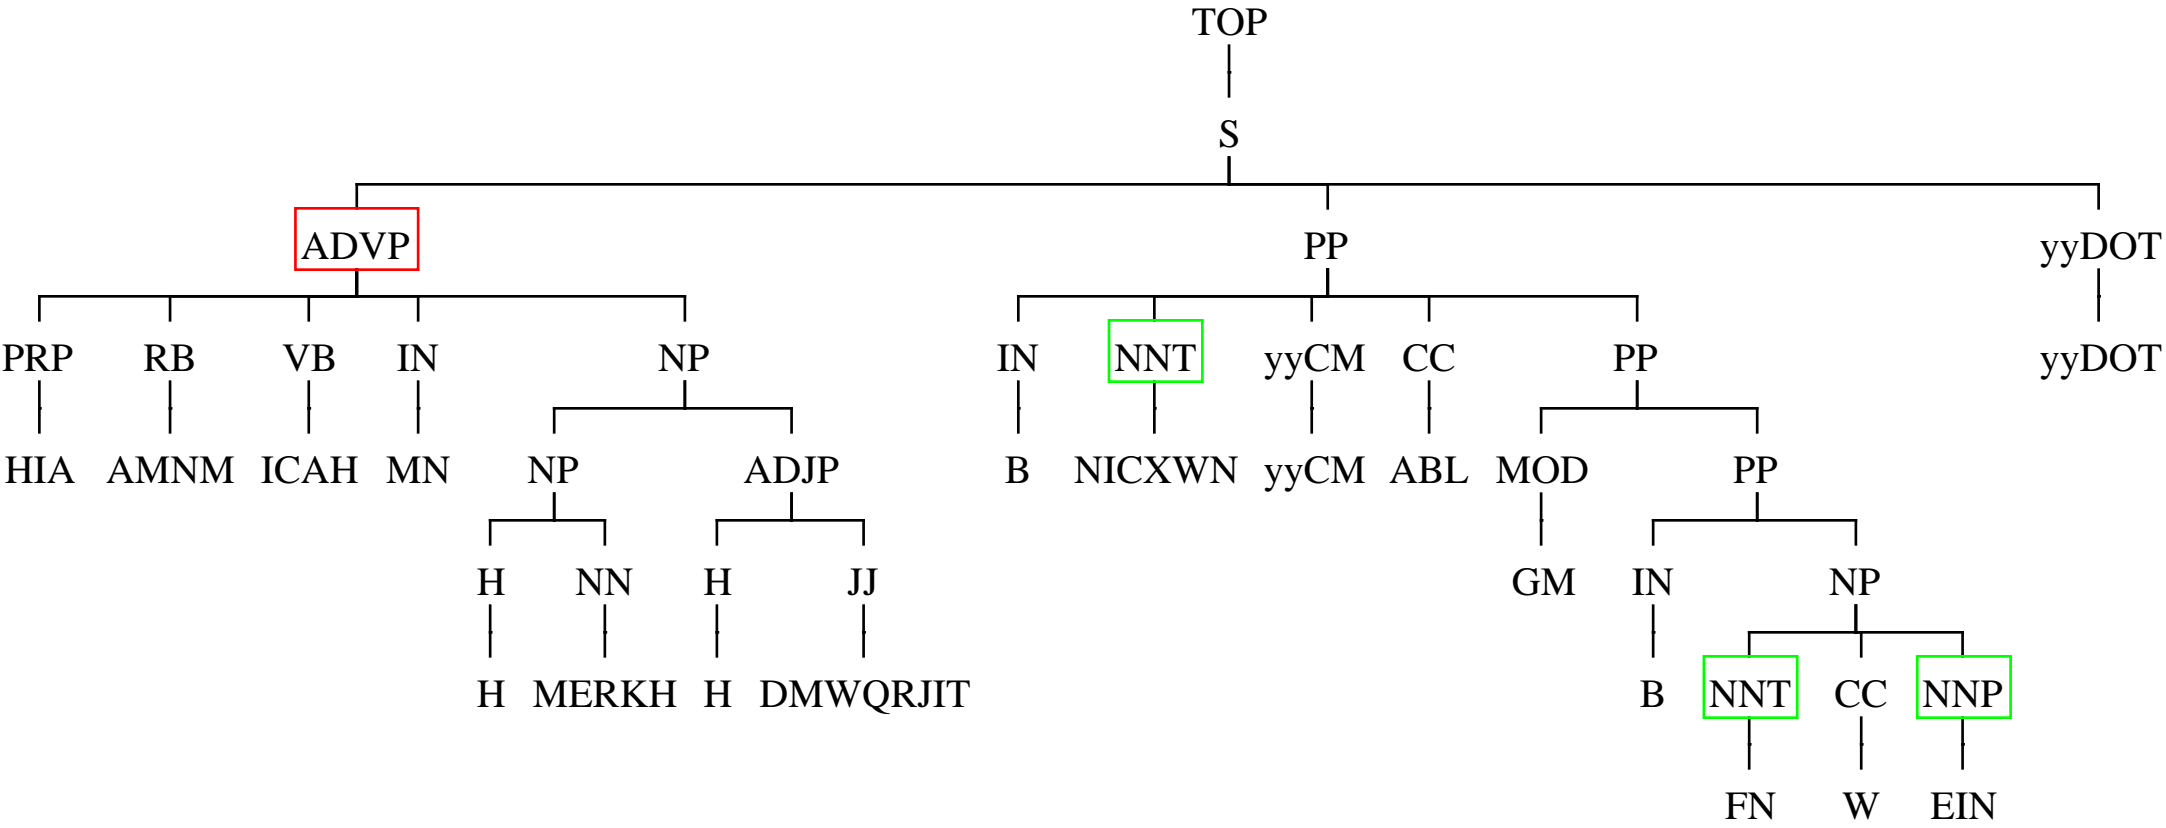 TOP
S
ADVP PP yyDOT
PRP RB VB IN NP IN NNT yyCM CC PP yyDOT
HIA AMNM ICAH MN NP ADJP B NICXWN yyCM ABL MOD PP
H NN H JJ GM IN NP
H MERKH H DMWQRJIT B NNT CC NNP
FN W EIN